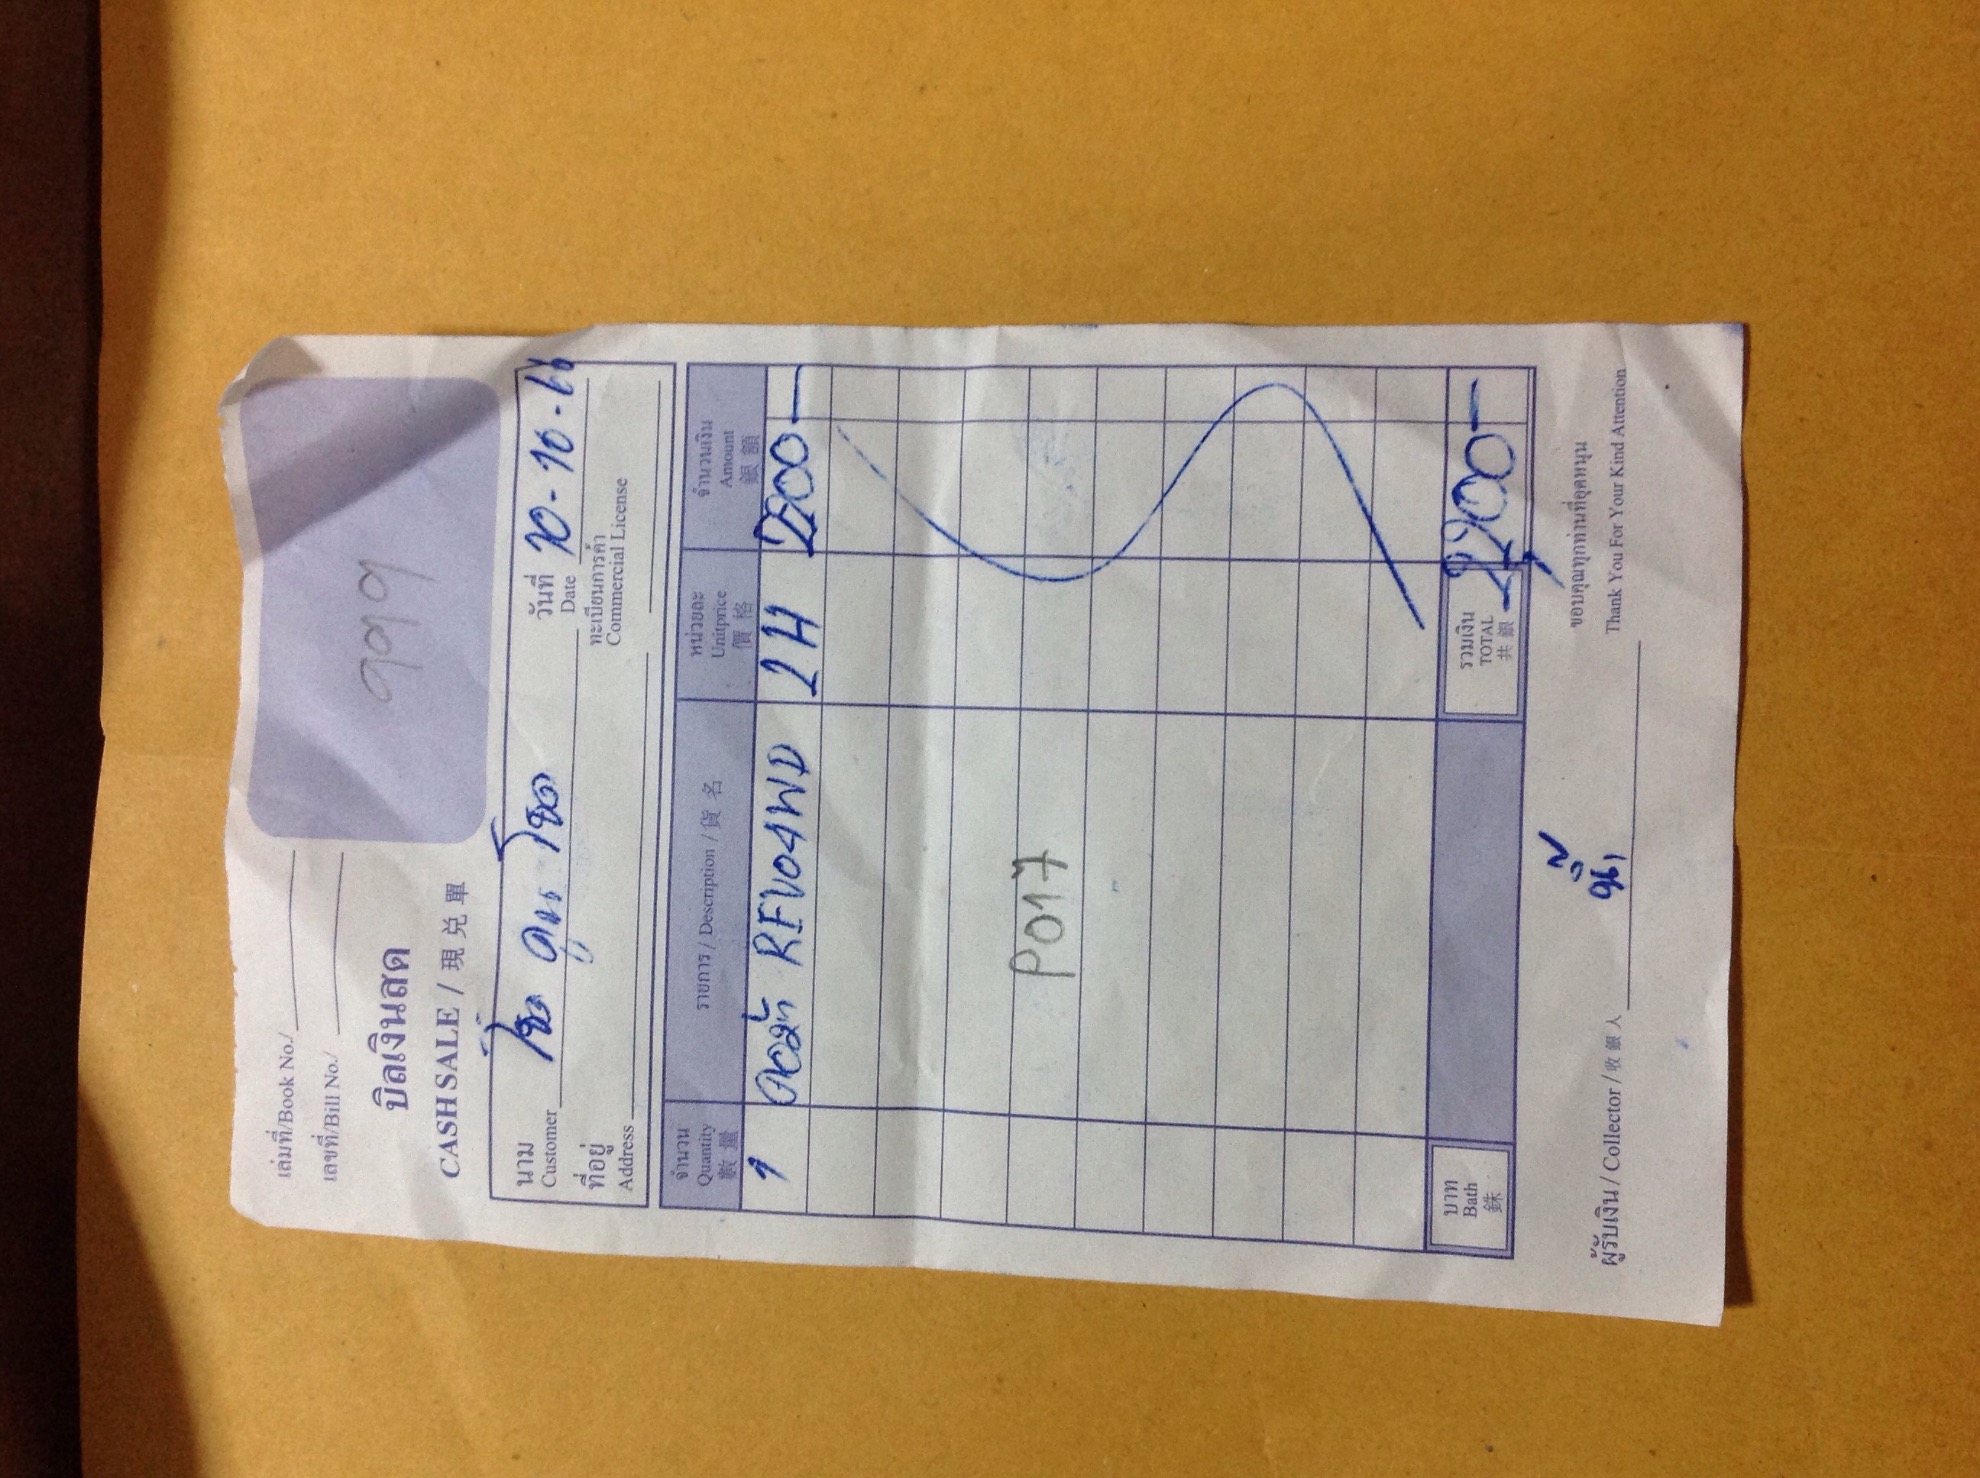 เล่มที่/Book No./
เลขที่/Bill No./
999
บิลเงินสด
CASH SALE / 現兌單
นาม
Customer
วันที่ 20-10-66
Date
ที่อยู่
Address
ทะเบียนการค้า
Commercial License
จำนวน รายการ / Description / 貨名 หน่วยละ จำนวนเงิน
Quantity Unitprice Amount
數量 價格 銀額
1 REVO4WD 2H
P017
บาท รวมเงิน
Bath TOTAL
銖 共銀
ขอบคุณทุกท่านที่อุดหนุน
ผู้รับเงิน / Collector / 收銀人 Thank You For Your Kind Attention